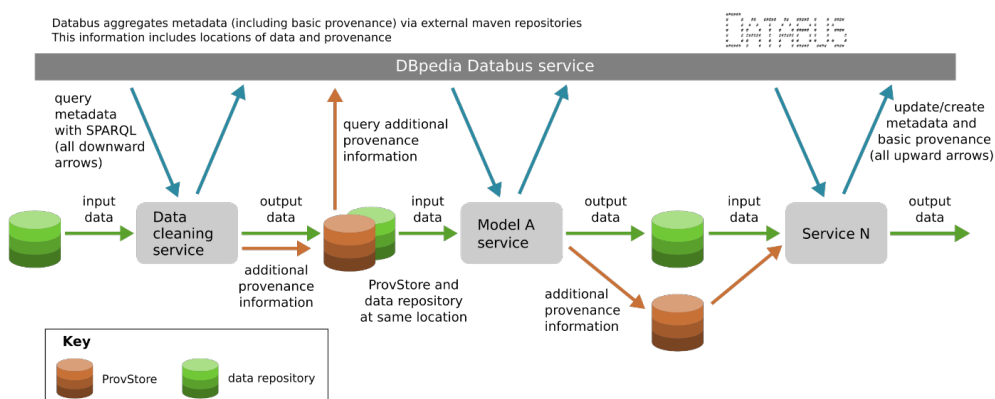 Databus aggregates metadata (including basic provenance) via external maven repositories
This information includes locations of data and provenance
DATABUS
DBpedia Databus service
query
metadata
with SPARQL
(all downward
arrows)
query additional
provenance
information
update/create
metadata and
basic provenance
(all upward arrows)
input
data
Data
cleaning
service
output
data
input
data
Model A
service
output
data
input
data
Service N
output
data
additional
provenance
information
ProvStore and
data repository
at same location
additional
provenance
information
Key
ProvStore
data repository